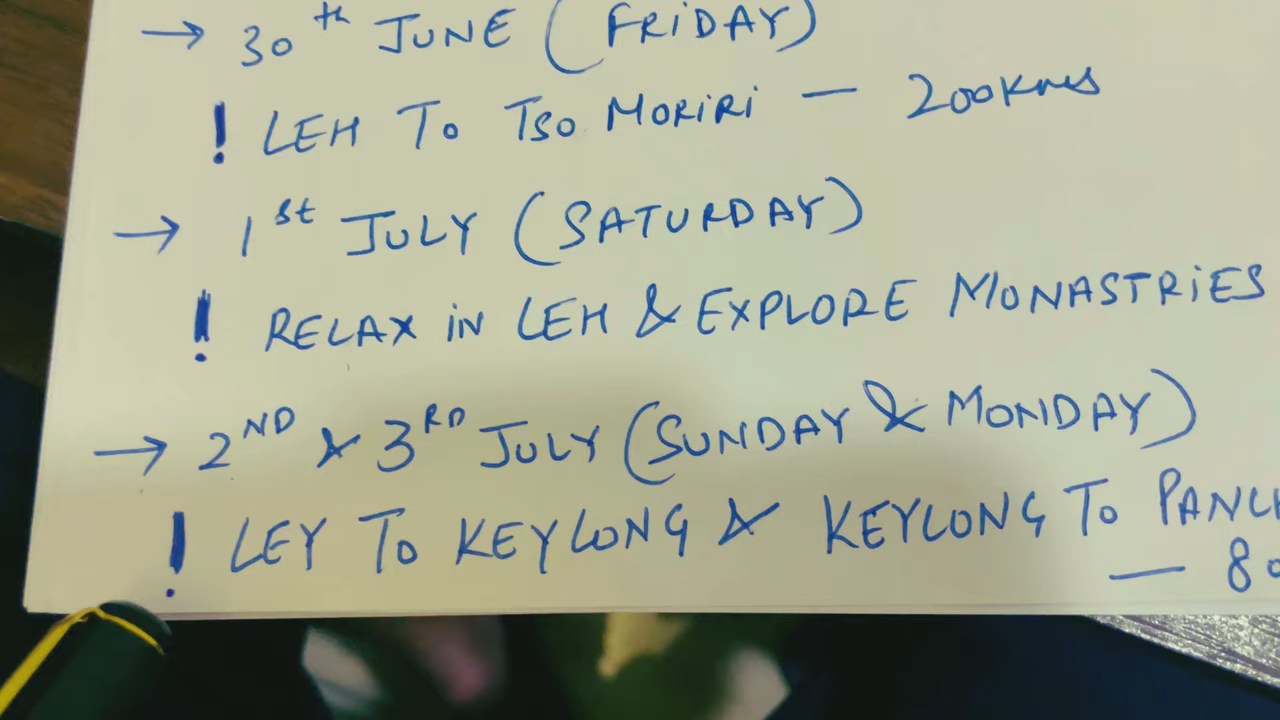 → 30th JUNE (FRIDAY)
! LEH TO TSO MORIRI — 200KMS
→ 1st JULY (SATURDAY)
! RELAX IN LEH & EXPLORE MONASTRIES
→ 2ND & 3RD JULY (SUNDAY & MONDAY)
! LEY TO KEYLONG & KEYLONG TO
—